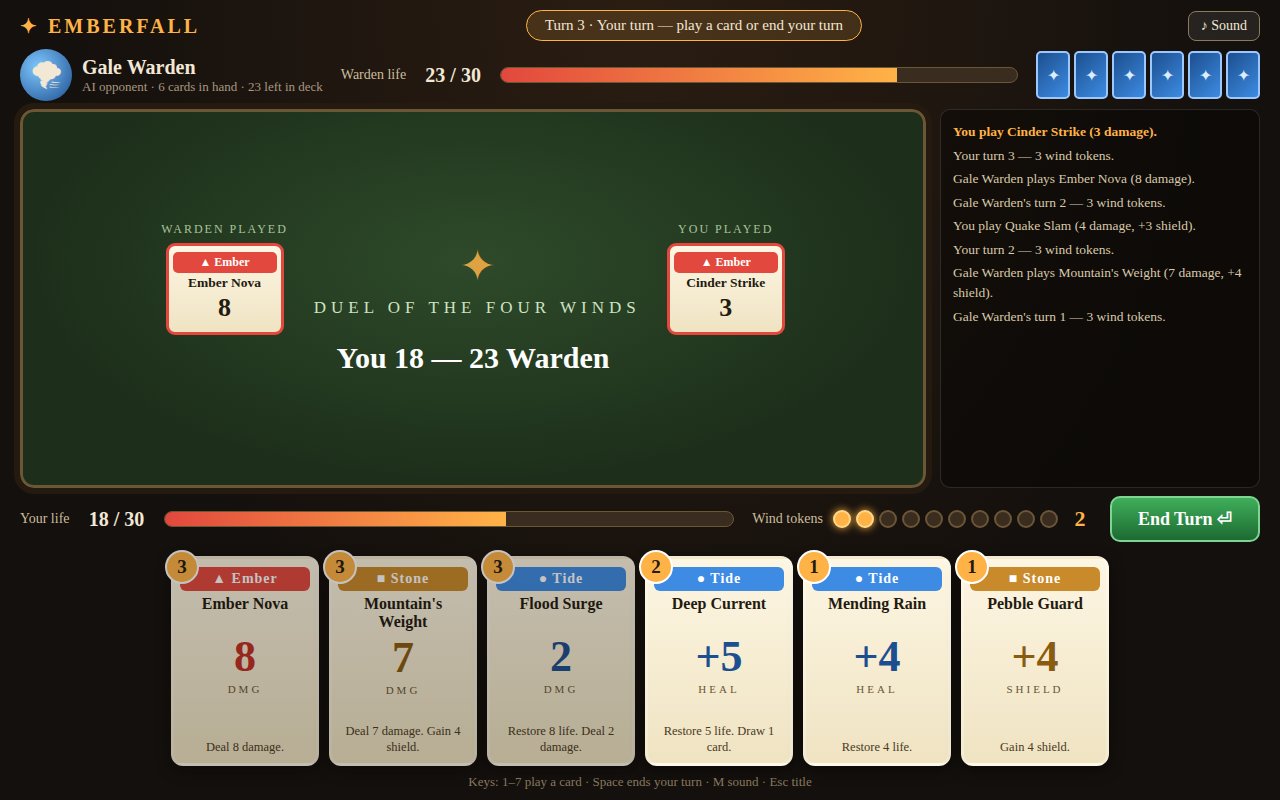 ✦ EMBERFALL
Turn 3 · Your turn — play a card or end your turn
♪ Sound
Gale Warden
AI opponent · 6 cards in hand · 23 left in deck
Warden life 23 / 30
You play Cinder Strike (3 damage).
Your turn 3 — 3 wind tokens.
Gale Warden plays Ember Nova (8 damage).
Gale Warden's turn 2 — 3 wind tokens.
You play Quake Slam (4 damage, +3 shield).
Your turn 2 — 3 wind tokens.
Gale Warden plays Mountain's Weight (7 damage, +4
shield).
Gale Warden's turn 1 — 3 wind tokens.
WARDEN PLAYED
▲ Ember
Ember Nova
8
DUEL OF THE FOUR WINDS
You 18 — 23 Warden
YOU PLAYED
▲ Ember
Cinder Strike
3
Your life 18 / 30
Wind tokens 2
End Turn ⏎
3
▲ Ember
Ember Nova
8
DMG
Deal 8 damage.
3
■ Stone
Mountain's
Weight
7
DMG
Deal 7 damage. Gain 4
shield.
3
● Tide
Flood Surge
2
DMG
Restore 8 life. Deal 2
damage.
2
● Tide
Deep Current
+5
HEAL
Restore 5 life. Draw 1
card.
1
● Tide
Mending Rain
+4
HEAL
Restore 4 life.
1
■ Stone
Pebble Guard
+4
SHIELD
Gain 4 shield.
Keys: 1–7 play a card · Space ends your turn · M sound · Esc title